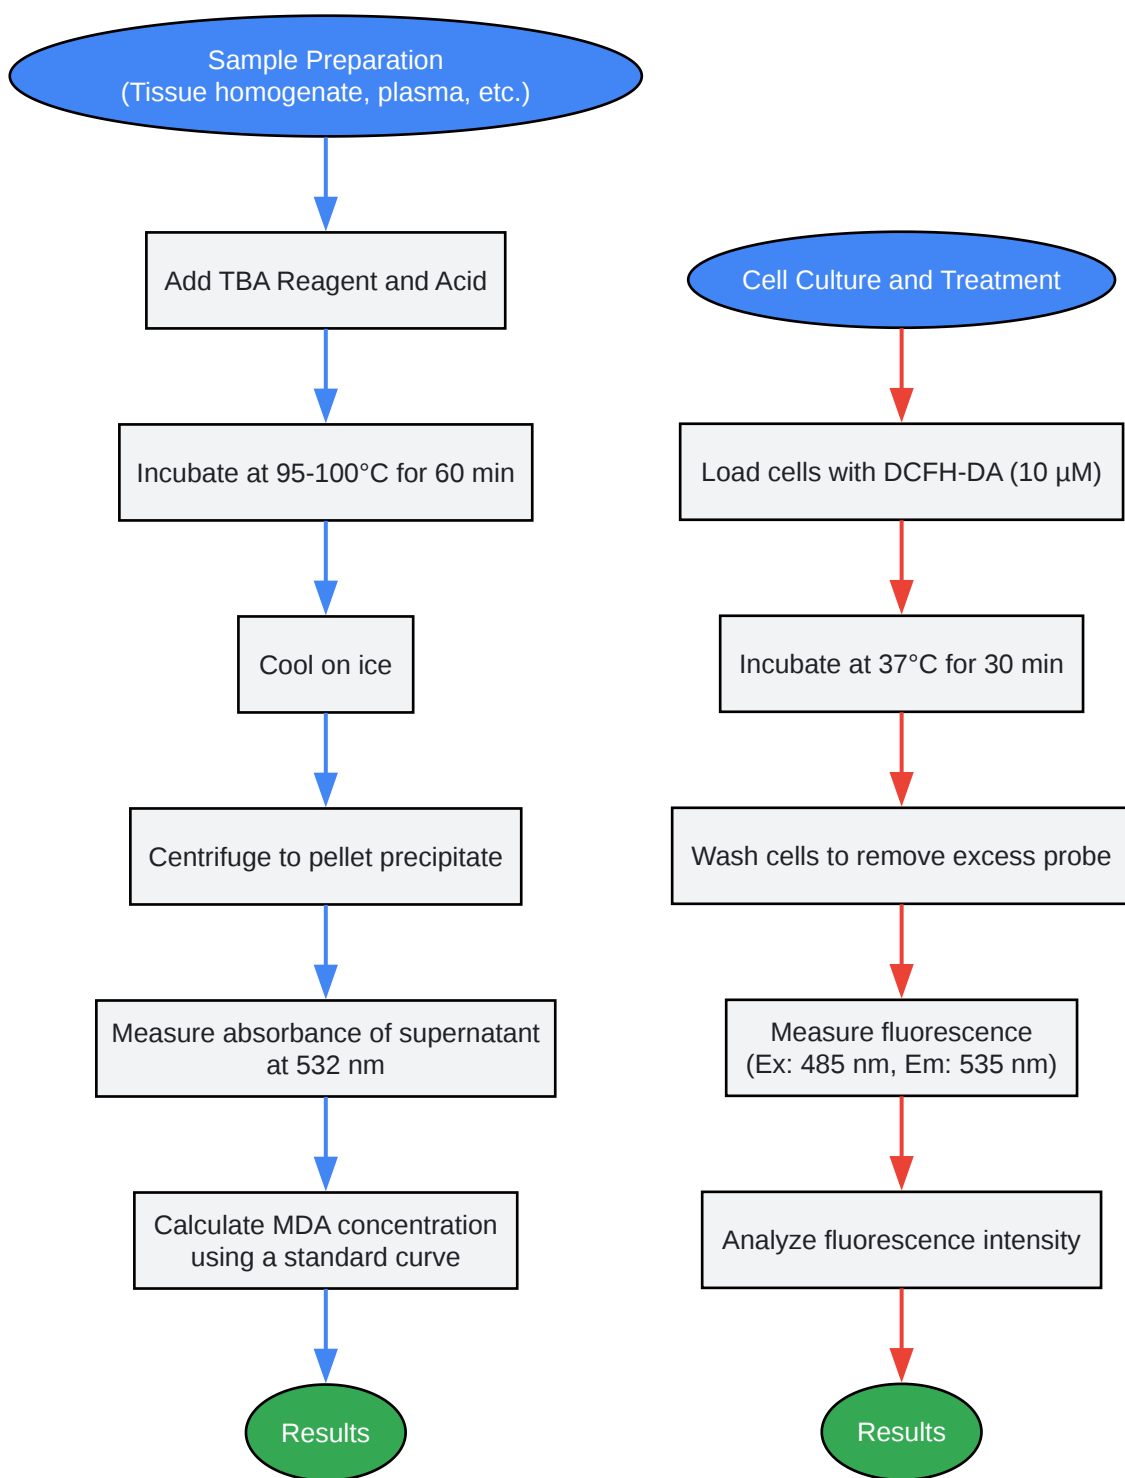 Sample Preparation
(Tissue homogenate, plasma, etc.)
Add TBA Reagent and Acid
Incubate at 95-100°C for 60 min
Cool on ice
Centrifuge to pellet precipitate
Measure absorbance of supernatant
at 532 nm
Calculate MDA concentration
using a standard curve
Results
Cell Culture and Treatment
Load cells with DCFH-DA (10 µM)
Incubate at 37°C for 30 min
Wash cells to remove excess probe
Measure fluorescence
(Ex: 485 nm, Em: 535 nm)
Analyze fluorescence intensity
Results